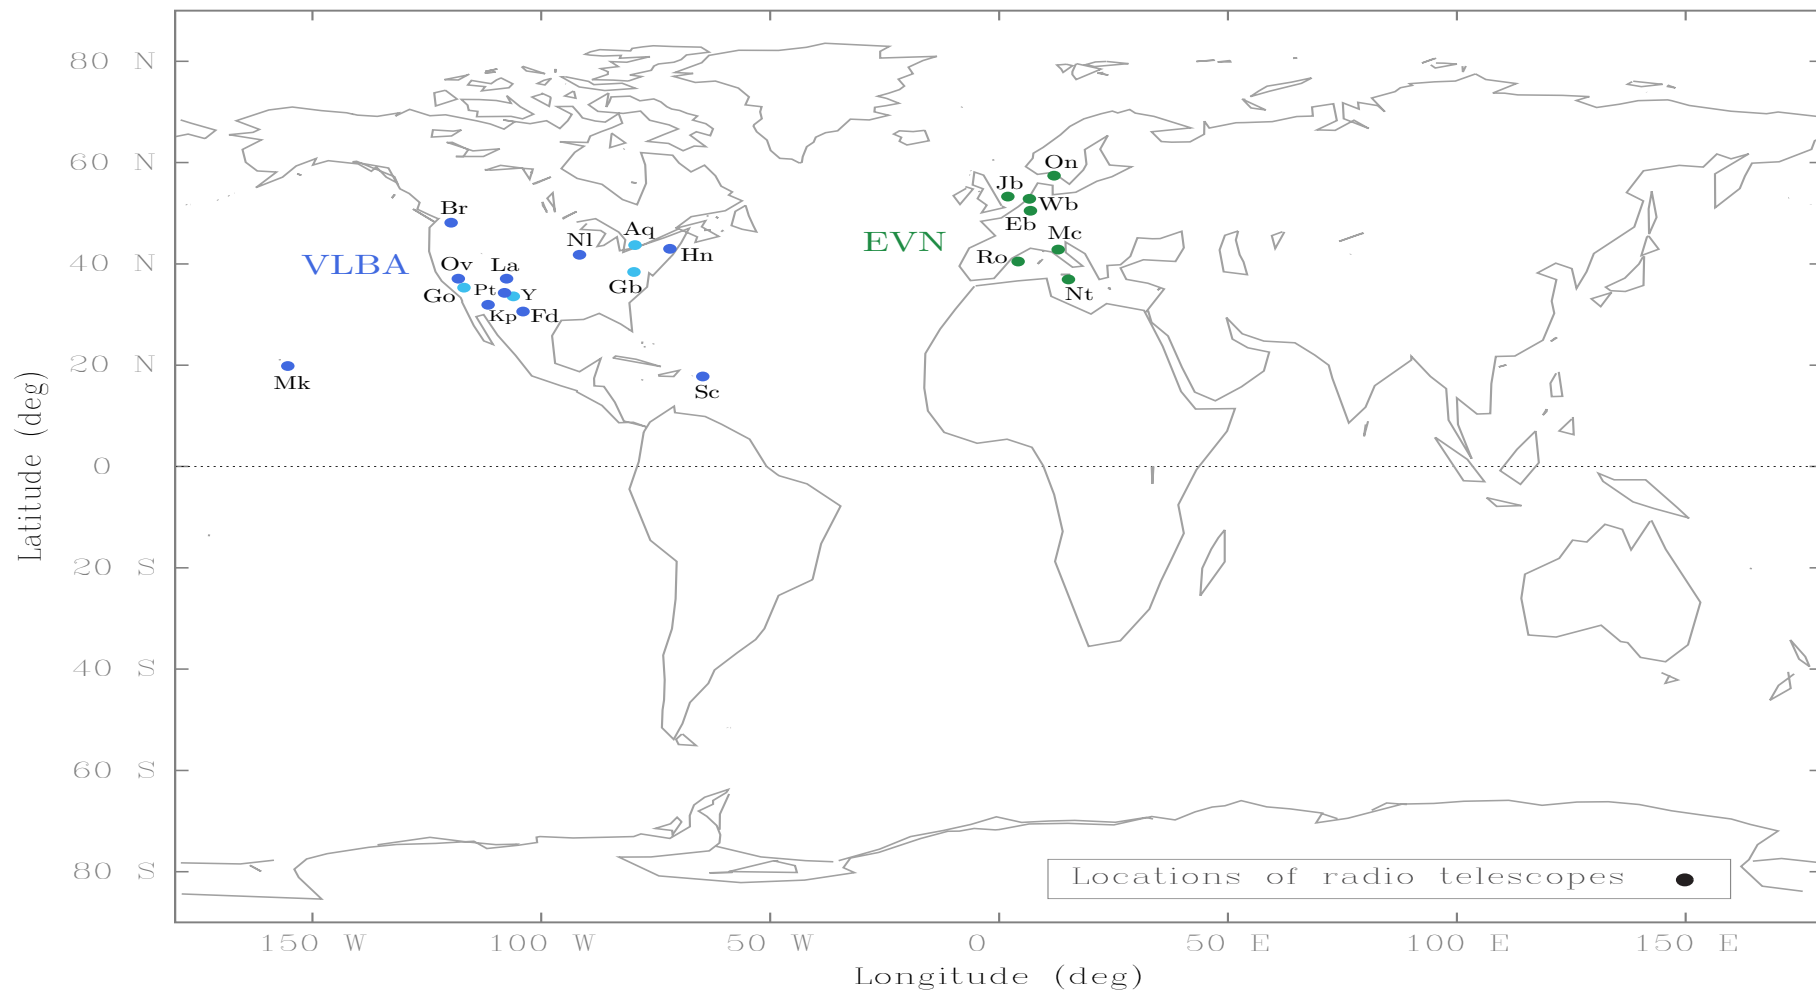 80 N
60 N
On
Jb
Br
Wb
Eb
Aq
Nl
Mc
EVN
Hn
40 N
VLBA
Ov
La
Ro
Gb
Go
Pt
Y
Nt
Kp
Fd
20 N
Mk
Sc
Latitude (deg)
0
20 S
40 S
60 S
80 S
Locations of radio telescopes
150 W
100 W
50 W
0
50 E
100 E
150 E
Longitude (deg)